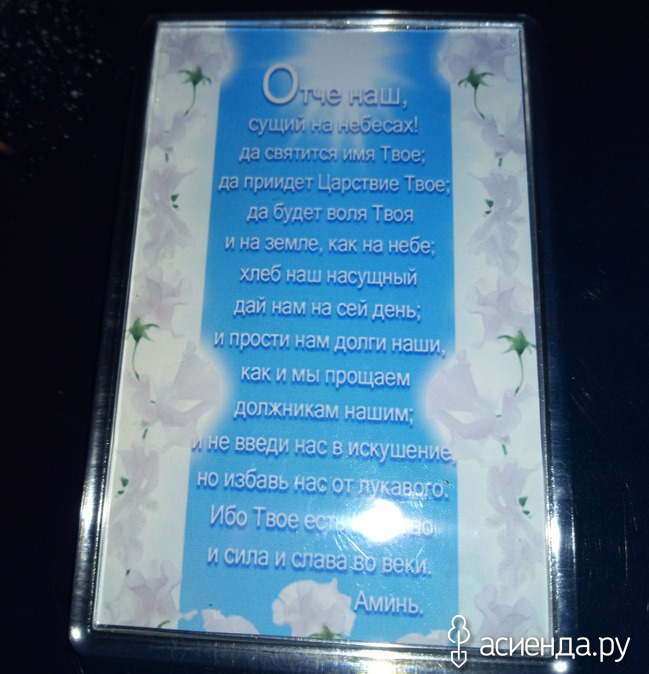 Отче наш,
сущий на небесах!
да святится имя Твое;
да приидет Царствие Твое;
да будет воля Твоя
и на земле, как на небе;
хлеб наш насущный
дай нам на сей день;
и прости нам долги наши,
как и мы прощаем
должникам нашим;
и не введи нас в искушение,
но избавь нас от лукавого.
Ибо Твое есть
и сила и слава во веки.
Аминь.
асиенда.ру